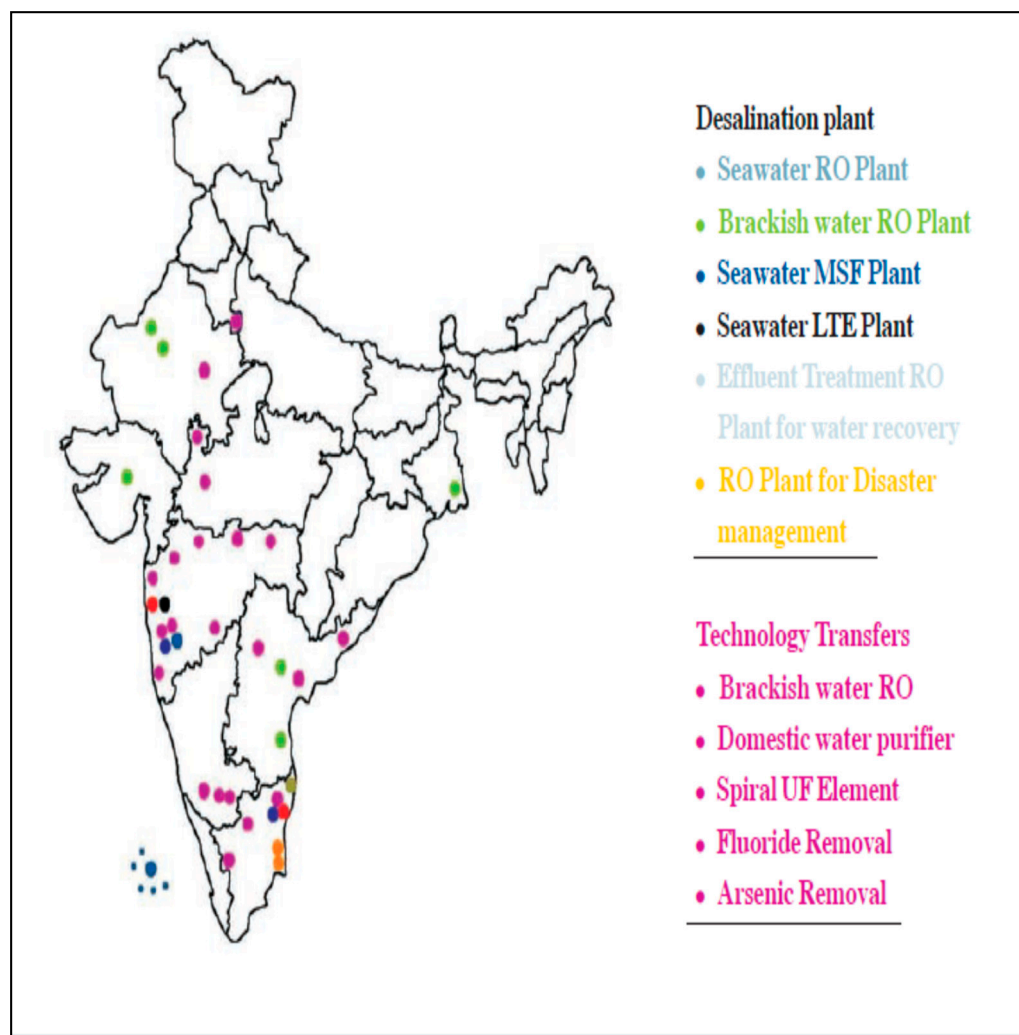 Desalination plant
• Seawater RO Plant
• Brackish water RO Plant
• Seawater MSF Plant
• Seawater LTE Plant
• Effluent Treatment RO
Plant for water recovery
• RO Plant for Disaster
management
Technology Transfers
• Brackish water RO
• Domestic water purifier
• Spiral UF Element
• Fluoride Removal
• Arsenic Removal